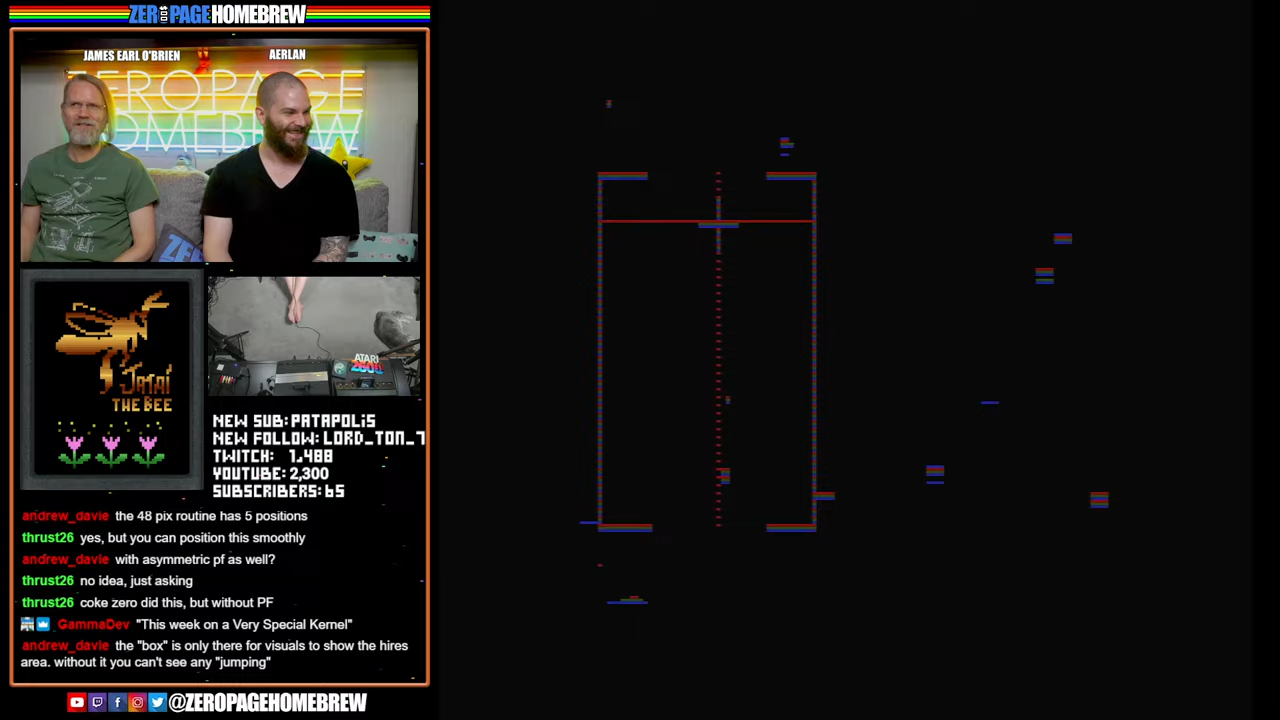 ZEROPAGE HOMEBREW
JAMES EARL O'BRIEN
AERLAN
ZEROPAGE
HOMEBREW
ZE
ATARI
2600
JATAI
THE BEE
NEW SUB: PATAPOLIS
NEW FOLLOW: LORD_TON_T
TWITCH: 1,488
YOUTUBE: 2,300
SUBSCRIBERS: 65
andrew_davie the 48 pix routine has 5 positions
thrust26 yes, but you can position this smoothly
andrew_davie with asymmetric pf as well?
thrust26 no idea, just asking
thrust26 coke zero did this, but without PF
GammaDev "This week on a Very Special Kernel"
andrew_davie the "box" is only there for visuals to show the hires
area. without it you can't see any "jumping"
@ZEROPAGEHOMEBREW